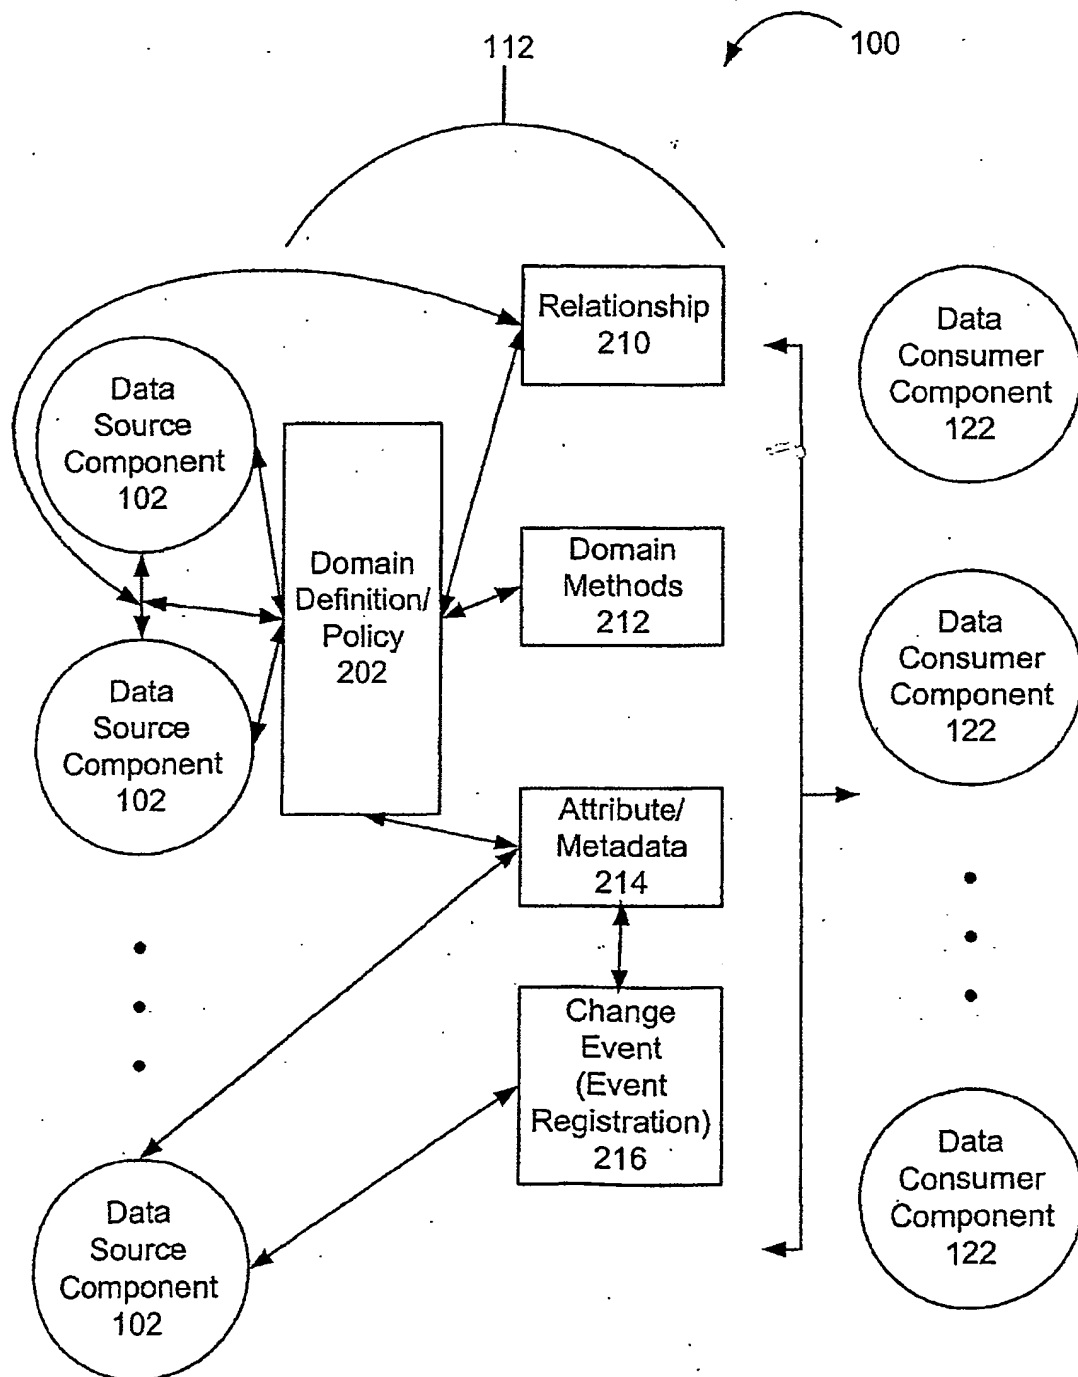 112
100
Relationship
210
Data
Source
Component
102
Domain
Definition/
Policy
202
Domain
Methods
212
Data
Source
Component
102
Attribute/
Metadata
214
Change
Event
(Event
Registration)
216
Data
Source
Component
102
Data
Consumer
Component
122
Data
Consumer
Component
122
Data
Consumer
Component
122